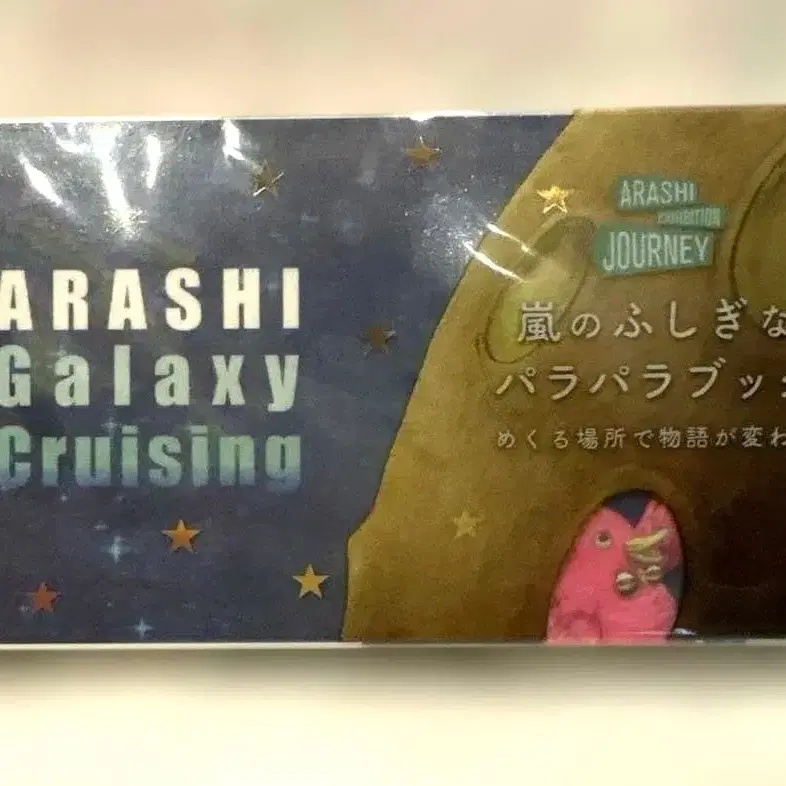 ARASHI
Galaxy
Cruising
ARASHI
EXHIBITION
JOURNEY
嵐のふしぎな
パラパラブッ
めくる場所で物語が変わ